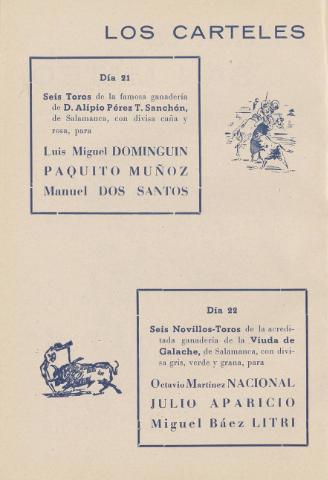 LOS CARTELES
Día 21
Seis Toros de la famosa ganadería
de D. Alipio Pérez T. Sanchón,
de Salamanca, con divisa caña y
rosa, para
Luis Miguel DOMINGUIN
PAQUITO MUÑOZ
Manuel DOS SANTOS
Día 22
Seis Novillos-Toros de la acredi-
tada ganadería de la Viuda de
Galache, de Salamanca, con divi-
sa gris, verde y grana, para
Octavio Martínez NACIONAL
JULIO APARICIO
Miguel Báez LITRI